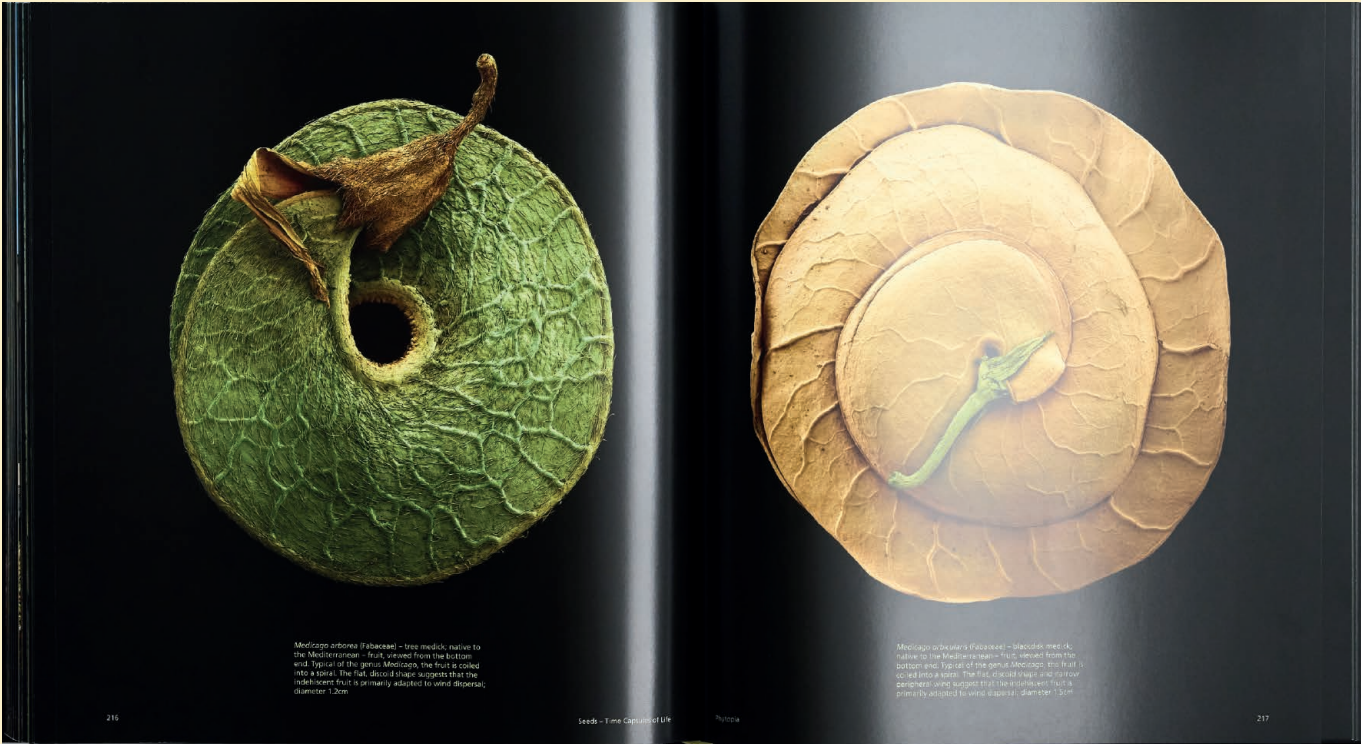 Medicago arborea (Fabaceae) – tree medick; native to
the Mediterranean – fruit, viewed from the bottom
end. Typical of the genus Medicago, the fruit is coiled
into a spiral. The flat, discoid shape suggests that the
indehiscent fruit is primarily adapted to wind dispersal;
diameter 1.2cm
216
Seeds – Time Capsules of Life
Medicago orbicularis (Fabaceae) – medick;
native to the Mediterranean – fruit, viewed from the
bottom end. Typical of the genus Medicago, the fruit is
coiled into a spiral. The flat, discoid shape and narrow
peripheral wing suggest that the indehiscent fruit is
primarily adapted to wind dispersal; diameter
Phytopia
217